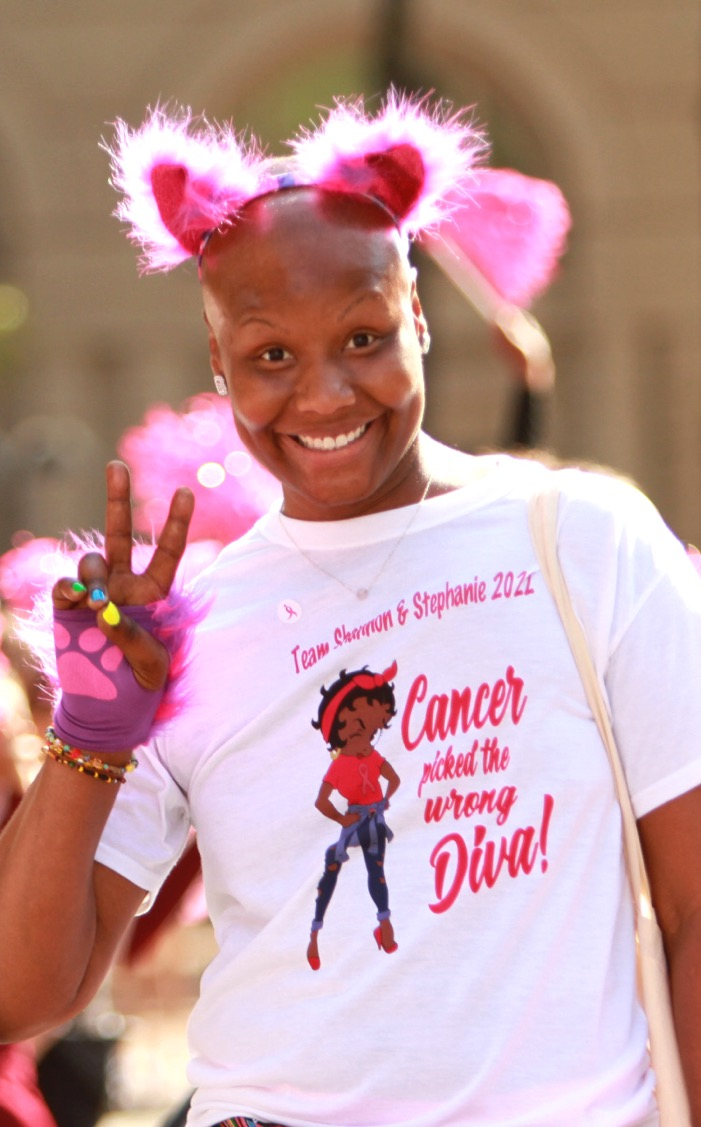 Team Shannon & Stephanie 2021
Cancer
picked the
wrong
Diva!